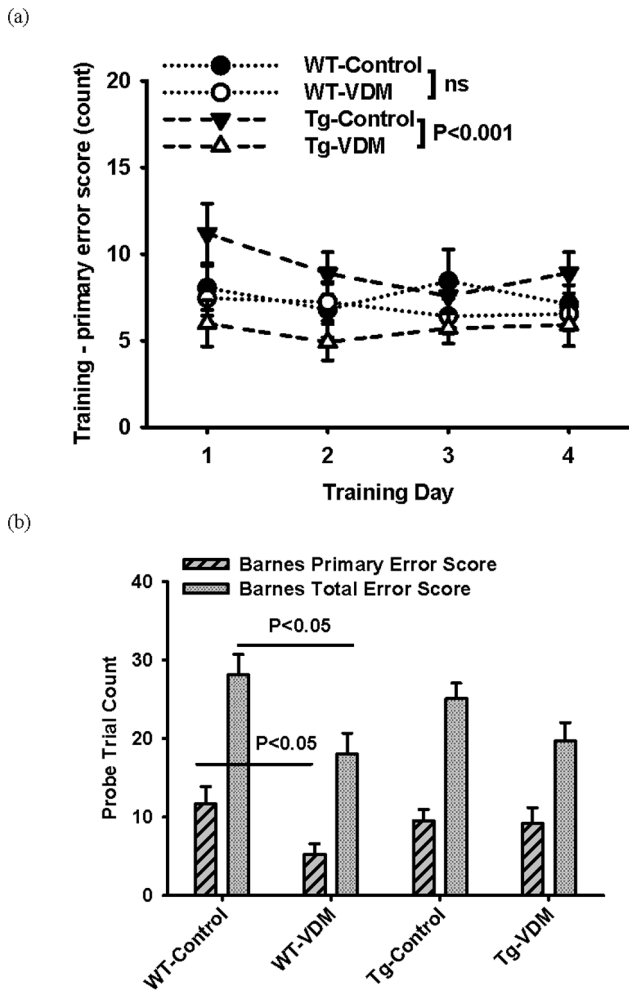 (a)
Training - primary error score (count)
20
15
10
5
0
WT-Control
WT-VDM
ns
Tg-Control
Tg-VDM
P<0.001
1 2 3 4
Training Day
(b)
Barnes Primary Error Score
Barnes Total Error Score
Probe Trial Count
40
30
20
10
0
P<0.05
P<0.05
WT-Control
WT-VDM
Tg-Control
Tg-VDM